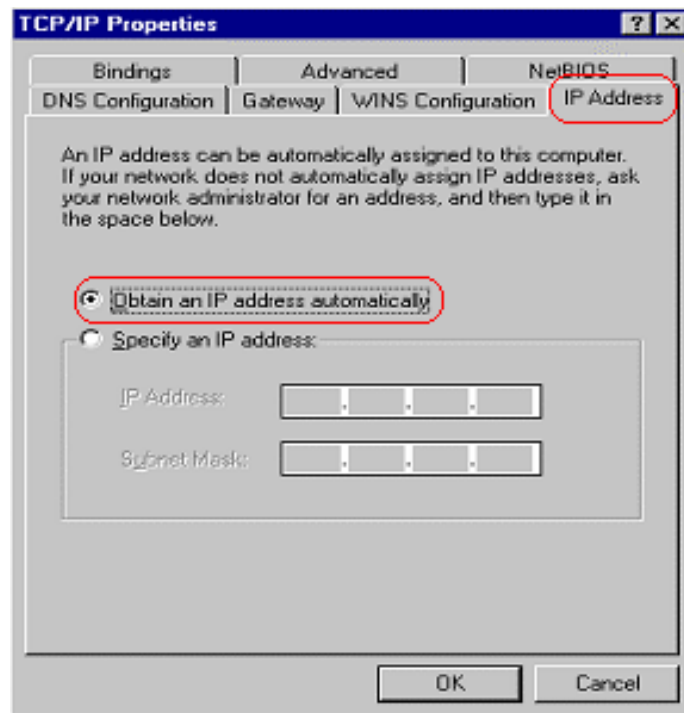 TCP/IP Properties
Bindings
Advanced
NetBIOS
DNS Configuration
Gateway
WINS Configuration
IP Address
An IP address can be automatically assigned to this computer.
If your network does not automatically assign IP addresses, ask
your network administrator for an address, and then type it in
the space below.
Obtain an IP address automatically
Specify an IP address:
IP Address:
Subnet Mask:
OK
Cancel